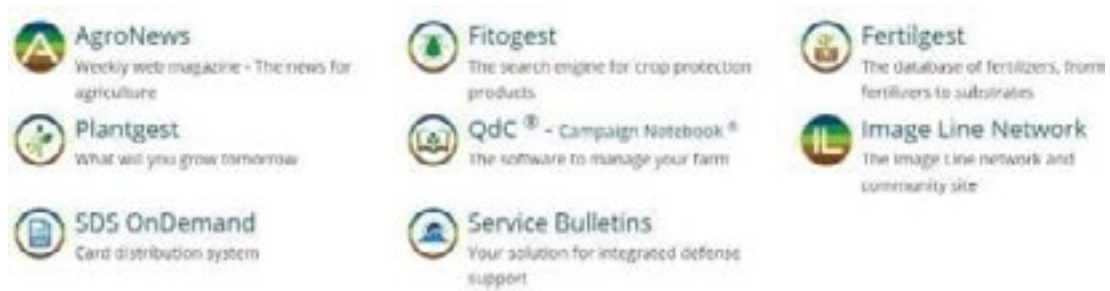 AgroNews
Weekly web magazine - The news for
agriculture
Fitogest
The search engine for crop protection
products
Fertilgest
The database of fertilizers, from
fertilizers to substrates
Plantgest
What will you grow tomorrow
QdC ® - Campaign Notebook ®
The software to manage your farm
IL
Image Line Network
The Image Line network and
community site
SDS OnDemand
Card distribution system
Service Bulletins
Your solution for integrated defense
support